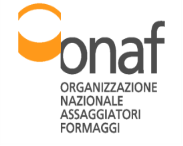 onaf
ORGANIZZAZIONE
NAZIONALE
ASSAGGIATORI
FORMAGGI